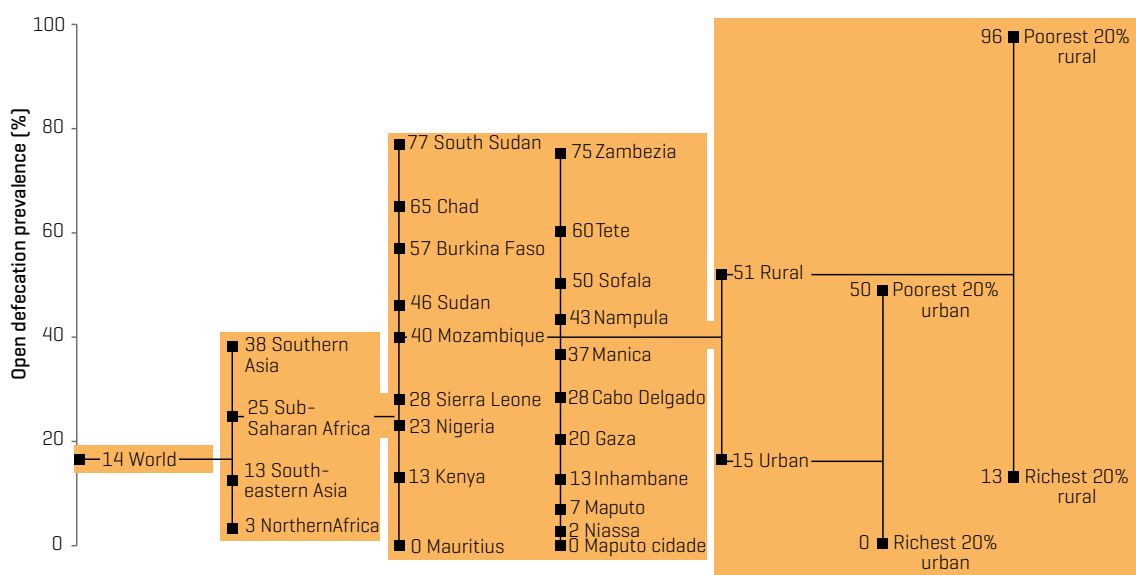 Open defecation prevalence (%)
100
80
60
40
20
0
14 World
38 Southern
Asia
25 Sub-
Saharan Africa
13 South-
eastern Asia
3 NorthernAfrica
77 South Sudan
65 Chad
57 Burkina Faso
46 Sudan
40 Mozambique
28 Sierra Leone
23 Nigeria
13 Kenya
0 Mauritius
75 Zambezia
60 Tete
50 Sofala
43 Nampula
37 Manica
28 Cabo Delgado
20 Gaza
13 Inhambane
7 Maputo
2 Niassa
0 Maputo cidade
51 Rural
15 Urban
50 Poorest 20%
urban
0 Richest 20%
urban
96 Poorest 20%
rural
13 Richest 20%
rural